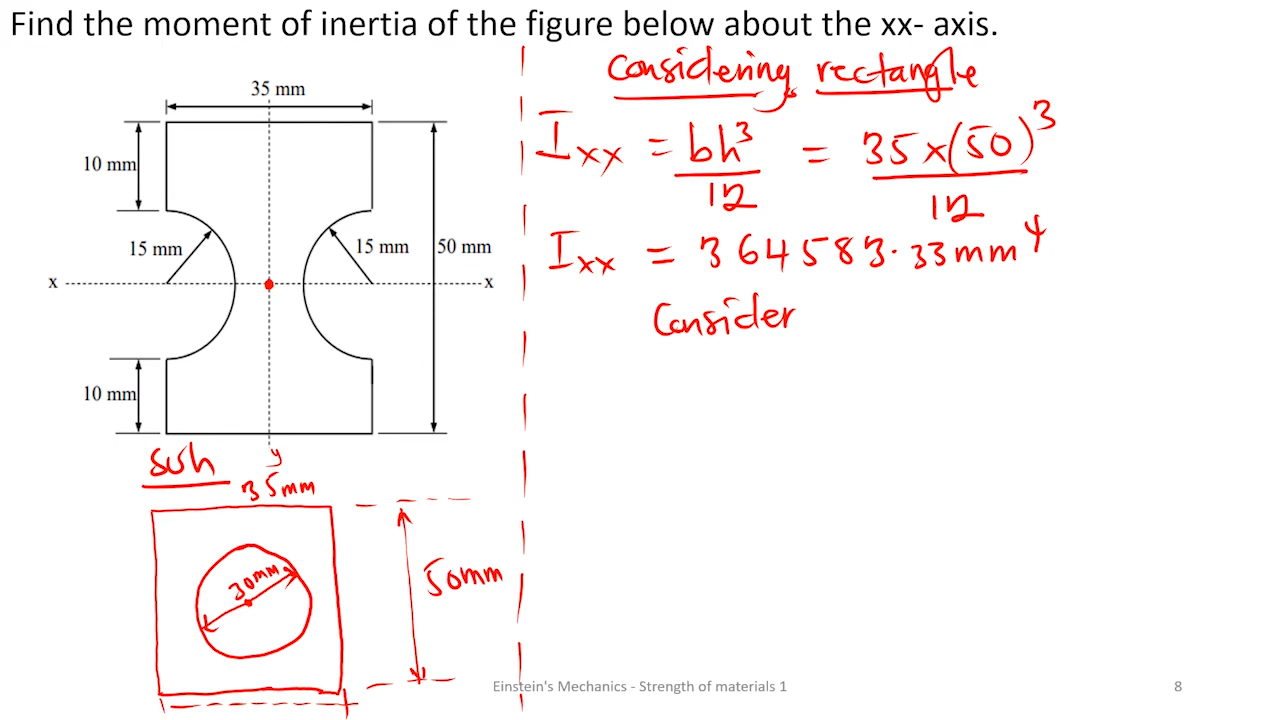 Find the moment of inertia of the figure below about the xx- axis.
35 mm
10 mm
15 mm
15 mm
50 mm
x
x
10 mm
y
Soln
35mm
30mm
50mm
Considering rectangle
Ixx = bh³/12 = 35×(50)³/12
Ixx = 364583.33mm⁴
Consider
Einstein's Mechanics - Strength of materials 1
8